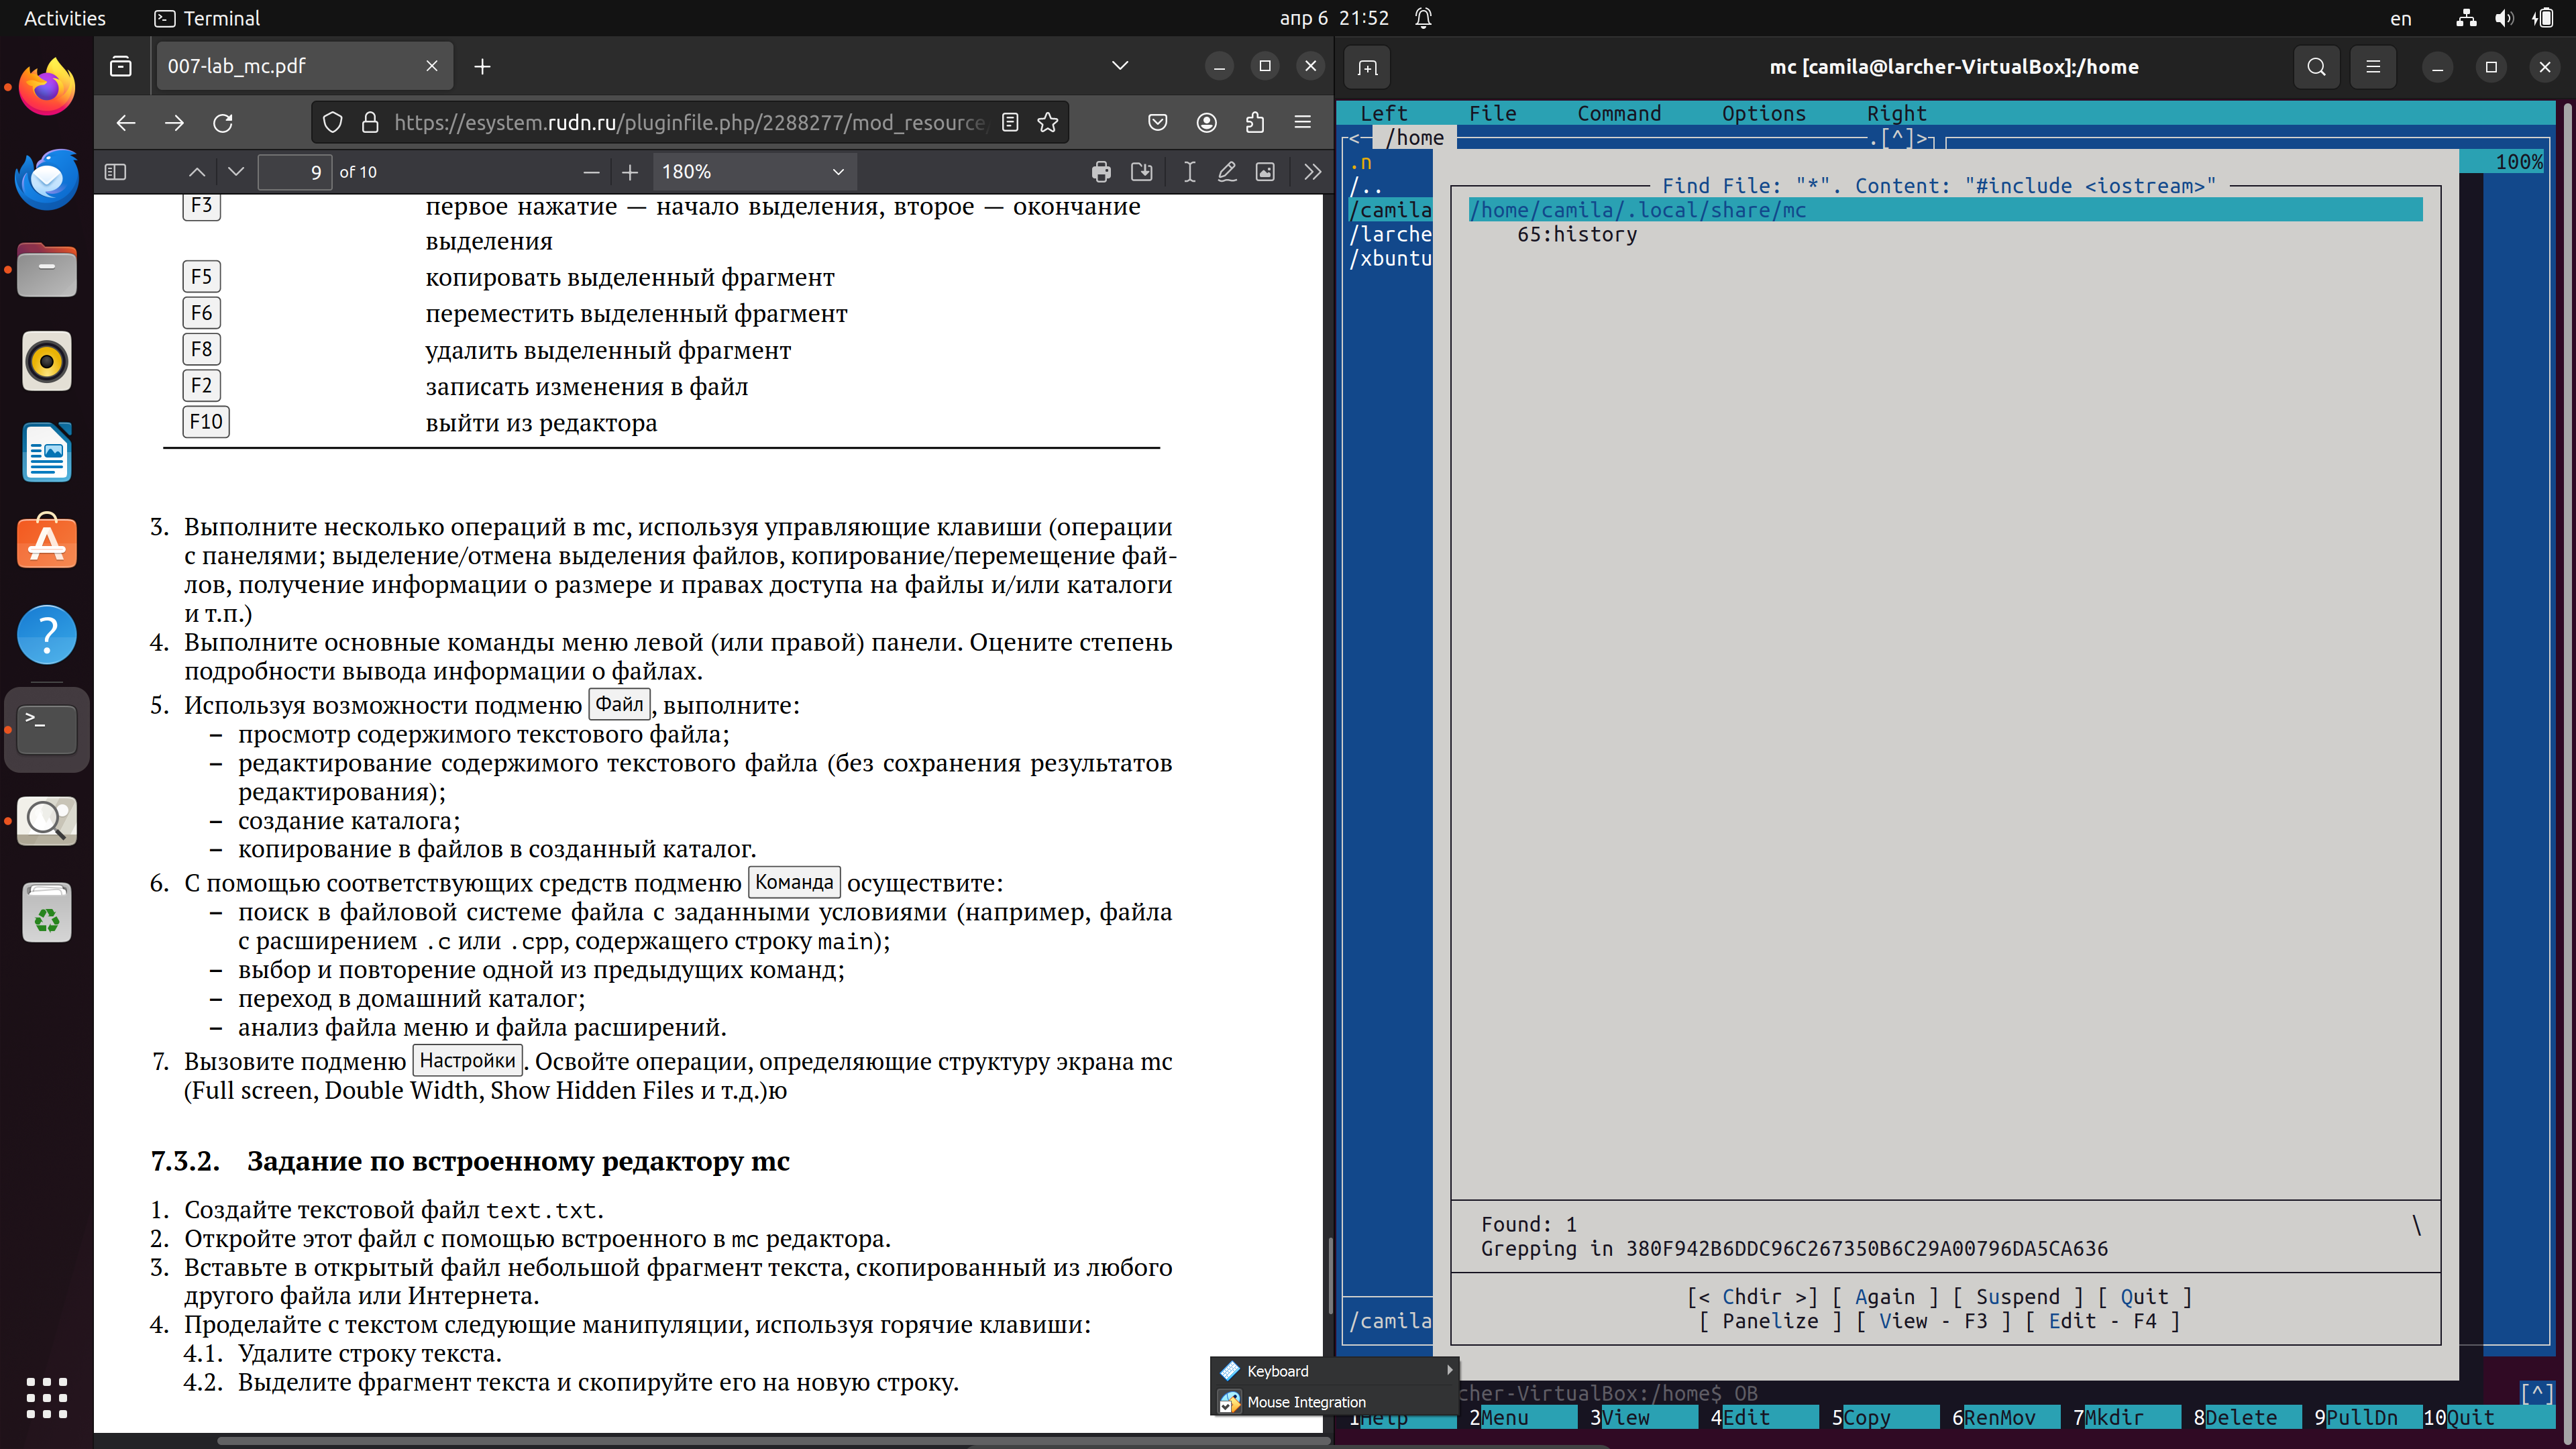 Activities
Terminal
апр 6 21:52
en
007-lab_mc.pdf
https://esystem.rudn.ru/pluginfile.php/2288277/mod_resource/
9 of 10
180%
F3 первое нажатие — начало выделения, второе — окончание
выделения
F5 копировать выделенный фрагмент
F6 переместить выделенный фрагмент
F8 удалить выделенный фрагмент
F2 записать изменения в файл
F10 выйти из редактора
3. Выполните несколько операций в mc, используя управляющие клавиши (операции
с панелями; выделение/отмена выделения файлов, копирование/перемещение фай-
лов, получение информации о размере и правах доступа на файлы и/или каталоги
и т.п.)
4. Выполните основные команды меню левой (или правой) панели. Оцените степень
подробности вывода информации о файлах.
5. Используя возможности подменю Файл, выполните:
– просмотр содержимого текстового файла;
– редактирование содержимого текстового файла (без сохранения результатов
редактирования);
– создание каталога;
– копирование в файлов в созданный каталог.
6. С помощью соответствующих средств подменю Команда осуществите:
– поиск в файловой системе файла с заданными условиями (например, файла
с расширением .c или .cpp, содержащего строку main);
– выбор и повторение одной из предыдущих команд;
– переход в домашний каталог;
– анализ файла меню и файла расширений.
7. Вызовите подменю Настройки. Освойте операции, определяющие структуру экрана mc
(Full screen, Double Width, Show Hidden Files и т.д.)ю
7.3.2. Задание по встроенному редактору mc
1. Создайте текстовой файл text.txt.
2. Откройте этот файл с помощью встроенного в mc редактора.
3. Вставьте в открытый файл небольшой фрагмент текста, скопированный из любого
другого файла или Интернета.
4. Проделайте с текстом следующие манипуляции, используя горячие клавиши:
4.1. Удалите строку текста.
4.2. Выделите фрагмент текста и скопируйте его на новую строку.
Keyboard
Mouse Integration
mc [camila@larcher-VirtualBox]:/home
Left File Command Options Right
<─ /home .[^]>
.n
100%
/..
/camila
/larche
/xbuntu
Find File: "*". Content: "#include <iostream>"
/home/camila/.local/share/mc
65:history
Found: 1 \
Grepping in 380F942B6DDC96C267350B6C29A00796DA5CA636
[< Chdir >] [ Again ] [ Suspend ] [ Quit ]
[ Panelize ] [ View - F3 ] [ Edit - F4 ]
/camila
cher-VirtualBox:/home$ OB [^]
1Help 2Menu 3View 4Edit 5Copy 6RenMov 7Mkdir 8Delete 9PullDn 10Quit